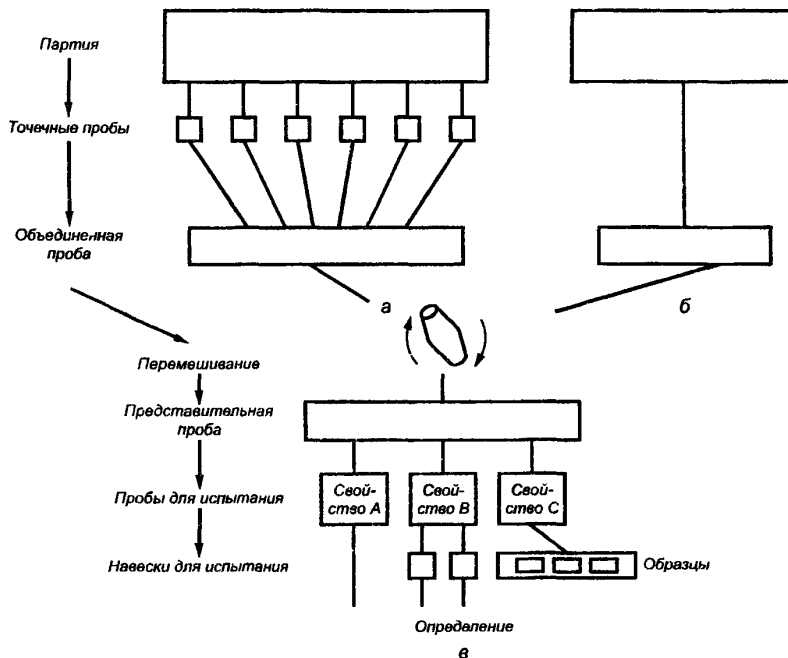 Партия
Точечные пробы
Объединенная
проба
а
б
Перемешивание
Представительная
проба
Свой-
ство А
Свой-
ство В
Свой-
ство С
Пробы для испытания
Навески для испытания
Образцы
Определение
в